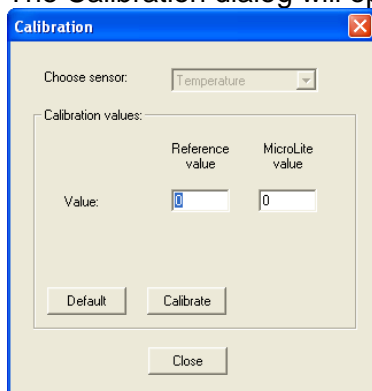 The Calibration dialog will op
Calibration
Choose sensor: Temperature
Calibration values:
Reference value MicroLite value
Value: 0 0
Default Calibrate
Close